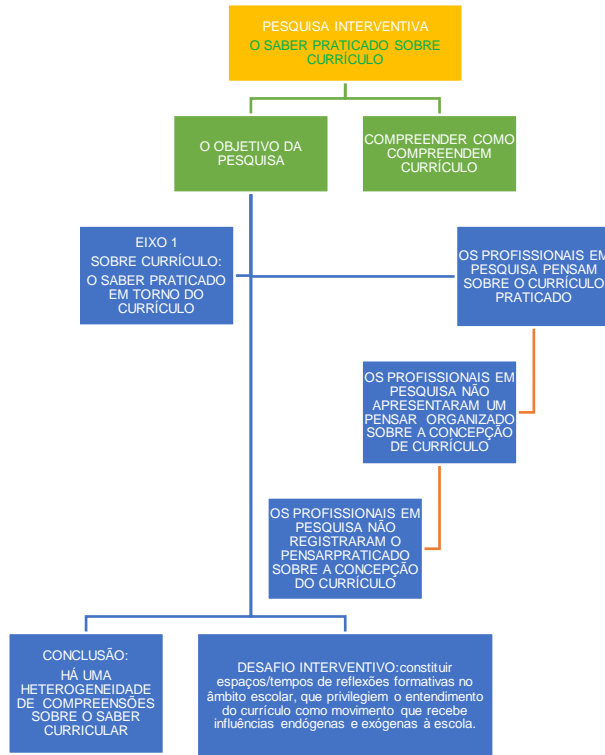 PESQUISA INTERVENTIVA
O SABER PRATICADO SOBRE
CURRÍCULO
O OBJETIVO DA
PESQUISA
COMPREENDER COMO
COMPREENDEM
CURRÍCULO
EIXO 1
SOBRE CURRÍCULO:
O SABER PRATICADO
EM TORNO DO
CURRÍCULO
OS PROFISSIONAIS EM
PESQUISA PENSAM
SOBRE O CURRÍCULO
PRATICADO
OS PROFISSIONAIS EM
PESQUISA NÃO
APRESENTARAM UM
PENSAR ORGANIZADO
SOBRE A CONCEPÇÃO
DE CURRÍCULO
OS PROFISSIONAIS EM
PESQUISA NÃO
REGISTRARAM O
PENSARPRATICADO
SOBRE A CONCEPÇÃO
DO CURRÍCULO
CONCLUSÃO:
HÁ UMA
HETEROGENEIDADE
DE COMPREENSÕES
SOBRE O SABER
CURRICULAR
DESAFIO INTERVENTIVO:constituir
espaços/tempos de reflexões formativas no
âmbito escolar, que privilegiem o entendimento
do currículo como movimento que recebe
influências endógenas e exógenas à escola.